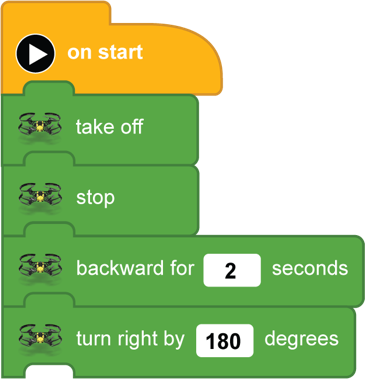 on start
take off
stop
backward for 2 seconds
turn right by 180 degrees